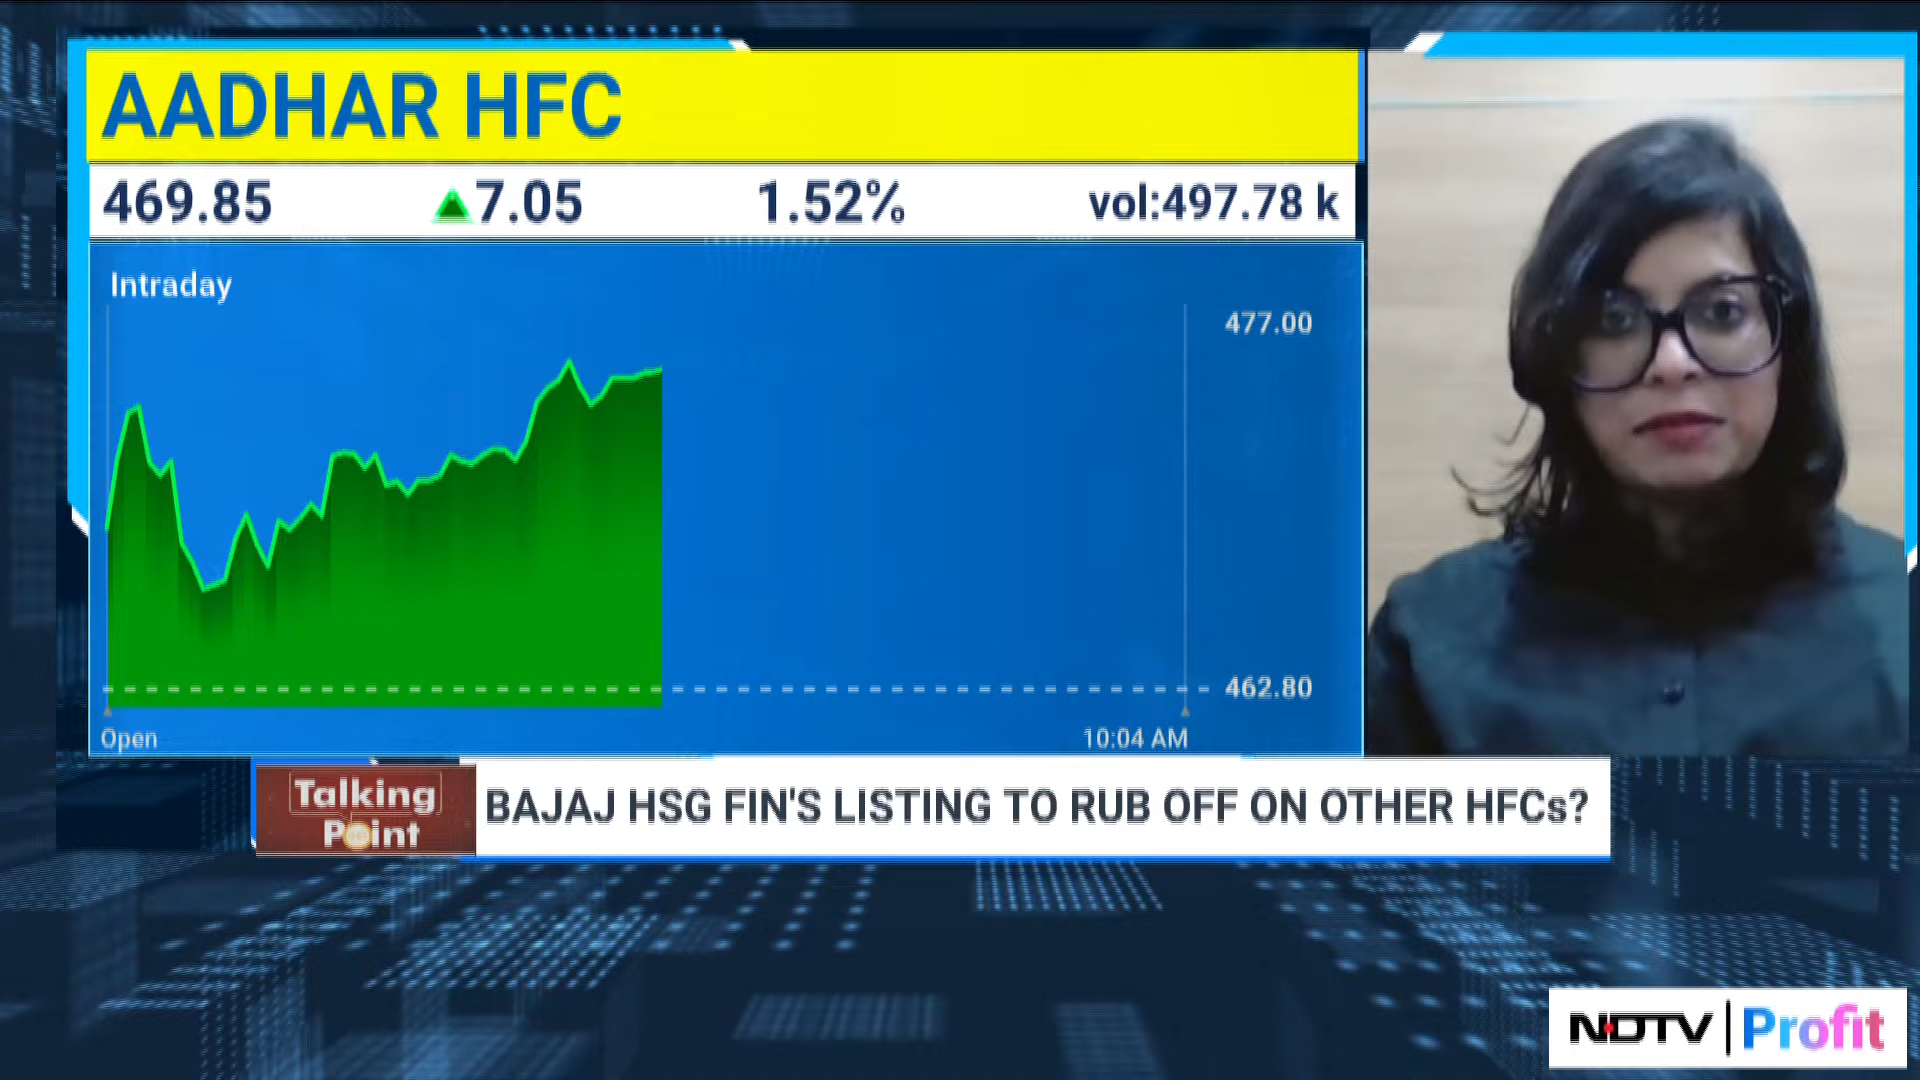 AADHAR HFC
469.85 ▲7.05 1.52% vol:497.78 k
Intraday
477.00
462.80
Open 10:04 AM
Talking
Point
BAJAJ HSG FIN'S LISTING TO RUB OFF ON OTHER HFCs?
NDTV | Profit